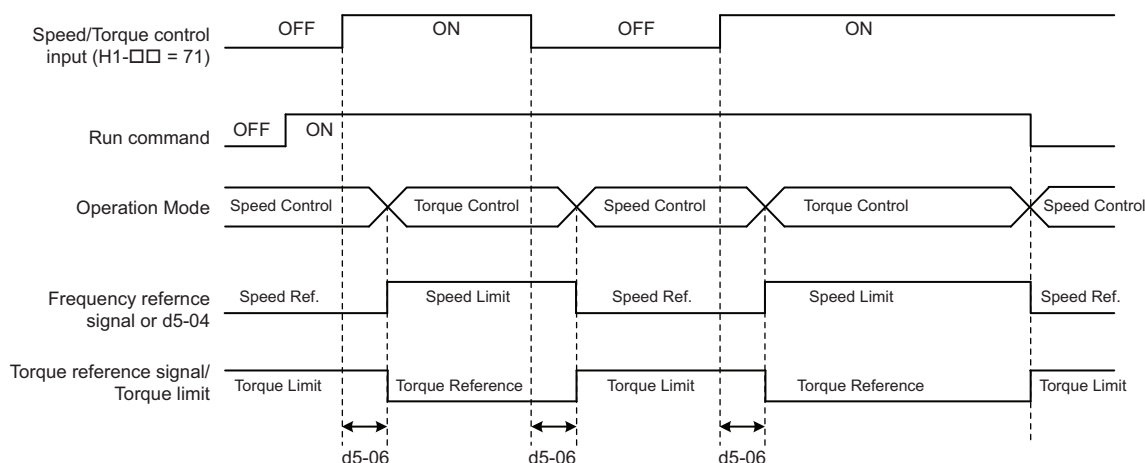 Speed/Torque control
input (H1-□□ = 71)
OFF ON OFF ON
Run command
OFF ON
Operation Mode
Speed Control Torque Control Speed Control Torque Control Speed Control
Frequency refernce
signal or d5-04
Speed Ref. Speed Limit Speed Ref. Speed Limit Speed Ref.
Torque reference signal/
Torque limit
Torque Limit Torque Reference Torque Limit Torque Reference Torque Limit
d5-06 d5-06 d5-06